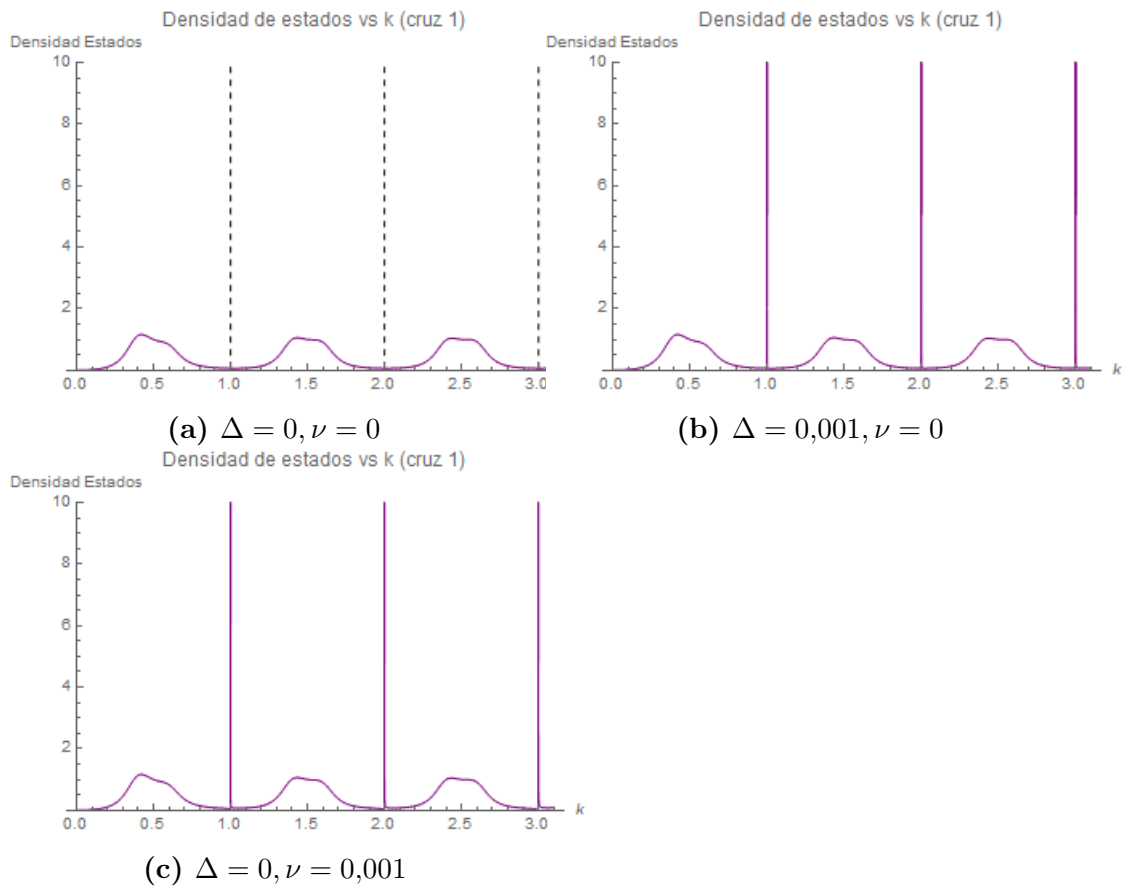 Densidad de estados vs k (cruz 1)
Densidad Estados
10
8
6
4
2
0.0 0.5 1.0 1.5 2.0 2.5 3.0
(a) Δ = 0, ν = 0
Densidad de estados vs k (cruz 1)
Densidad Estados
10
8
6
4
2
0.0 0.5 1.0 1.5 2.0 2.5 3.0 k
(b) Δ = 0,001, ν = 0
Densidad de estados vs k (cruz 1)
Densidad Estados
10
8
6
4
2
0.0 0.5 1.0 1.5 2.0 2.5 3.0 k
(c) Δ = 0, ν = 0,001